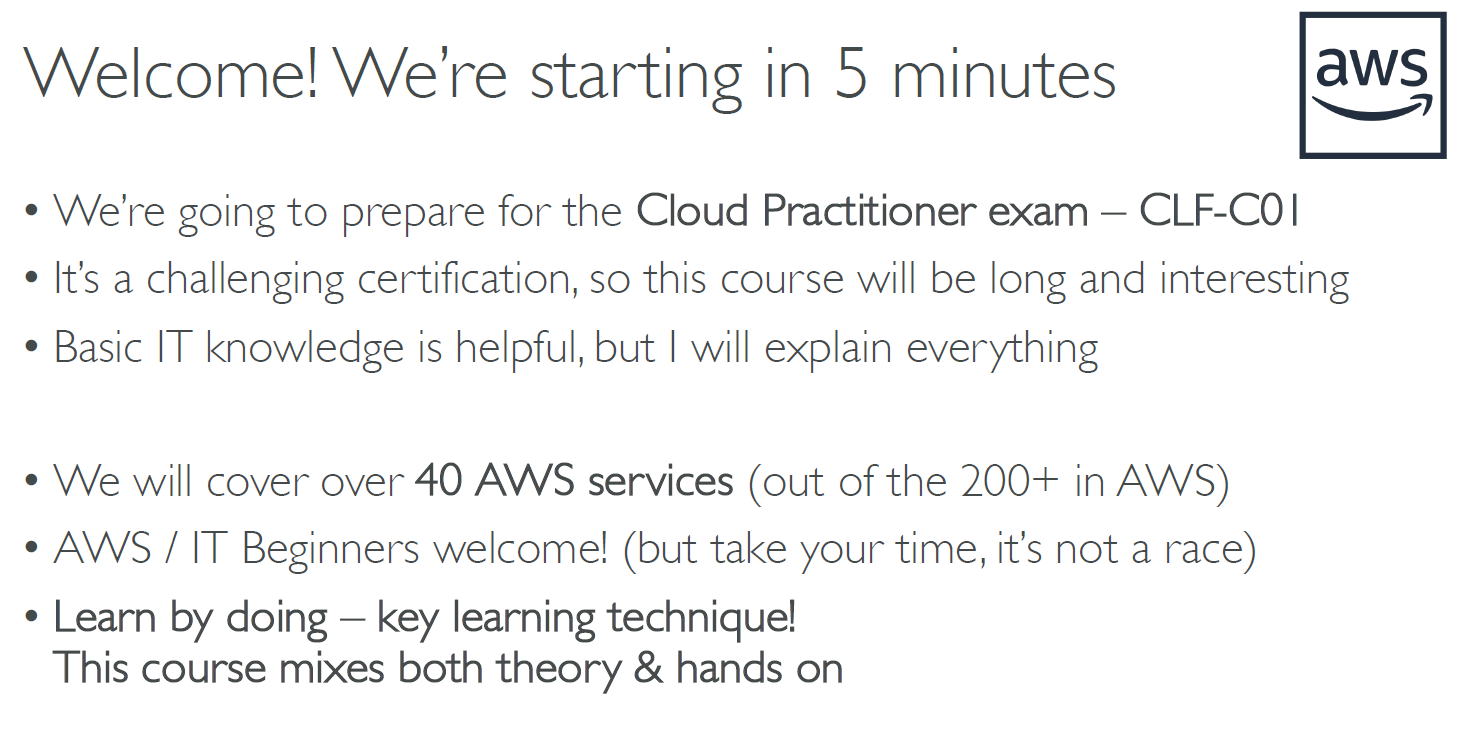 Welcome! We're starting in 5 minutes
aws
• We're going to prepare for the Cloud Practitioner exam – CLF-C01
• It's a challenging certification, so this course will be long and interesting
• Basic IT knowledge is helpful, but I will explain everything
• We will cover over 40 AWS services (out of the 200+ in AWS)
• AWS / IT Beginners welcome! (but take your time, it's not a race)
• Learn by doing – key learning technique!
This course mixes both theory & hands on